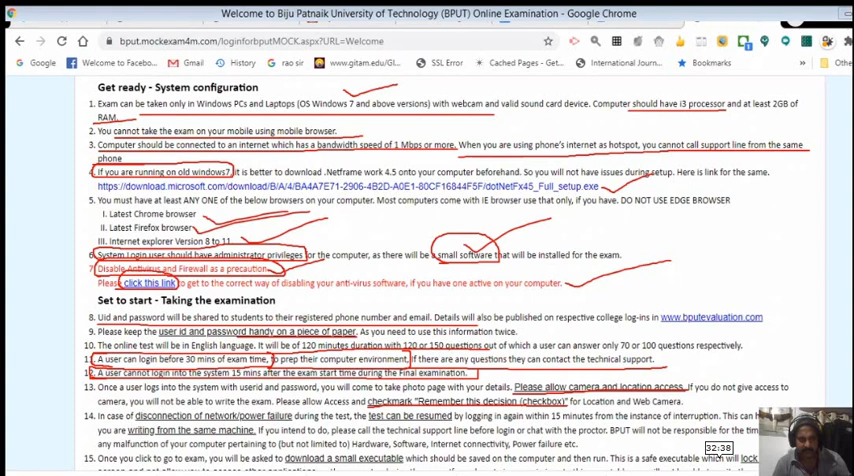 Welcome to Biju Patnaik University of Technology (BPUT) Online Examination - Google Chrome
bput.mockexam4m.com/loginforbputMOCK.aspx?URL=Welcome
Google
Welcome to Facebo...
Gmail
History
rao sir
www.gitam.edu/Gl...
SSL Error
Cached Pages - Get...
International Jourd...
Bookmarks
Get ready - System configuration
1. Exam can be taken only in Windows PCs and Laptops (OS Windows 7 and above versions) with webcam and valid sound card device. Computer should have i3 processor and at least 2GB of
RAM.
2. You cannot take the exam on your mobile using mobile browser.
3. Computer should be connected to an internet which has a bandwidth speed of 1 Mbps or more. When you are using phone's internet as hotspot, you cannot call support line from the same
phone
4. If you are running on old windows7, it is better to download .Netframe work 4.5 onto your computer beforehand. So you will not have issues during setup. Here is link for the same.
https://download.microsoft.com/download/B/A/4/BA4A7E71-2906-4B2D-A0E1-80CF16844F5F/dotNetFx45_Full_setup.exe
5. You must have at least ANY ONE of the below browsers on your computer. Most computers come with IE browser use that only, if you have. DO NOT USE EDGE BROWSER
I. Latest Chrome browser
II. Latest Firefox browser
III. Internet explorer Version 8 to 11.
6. System Login user should have administrator privileges for the computer, as there will be a small software that will be installed for the exam.
7. Disable Antivirus and Firewall as a precaution
Please click this link to get to the correct way of disabling your anti-virus software, if you have one active on your computer.
Set to start - Taking the examination
8. Uid and password will be shared to students to their registered phone number and email. Details will also be published on respective college log-ins in www.bputevaluation.com
9. Please keep the user id and password handy on a piece of paper. As you need to use this information twice.
10. The online test will be in English language. It will be of 120 minutes duration with 120 or 150 questions out of which a user can answer only 70 or 100 questions respectively.
11. A user can login before 30 mins of exam time, to prep their computer environment, If there are any questions they can contact the technical support.
12. A user cannot login into the system 15 mins after the exam start time during the Final examination.
13. Once a user logs into the system with userid and password, you will come to take photo page with your details. Please allow camera and location access. If you do not give access to
camera, you will not be able to write the exam. Please allow Access and checkmark "Remember this decision (checkbox)" for Location and Web Camera.
14. In case of disconnection of network/power failure during the test, the test can be resumed by logging in again within 15 minutes from the instance of interruption. This can h
you are writing from the same machine. If you intend to do, please call the technical support line before login or chat with the proctor. BPUT will not be responsible for the tim
any malfunction of your computer pertaining to (but not limited to) Hardware, Software, Internet connectivity, Power failure etc.
32:38
15. Once you click to go to exam, you will be asked to download a small executable which should be saved on the computer and then run. This is a safe executable which will lock